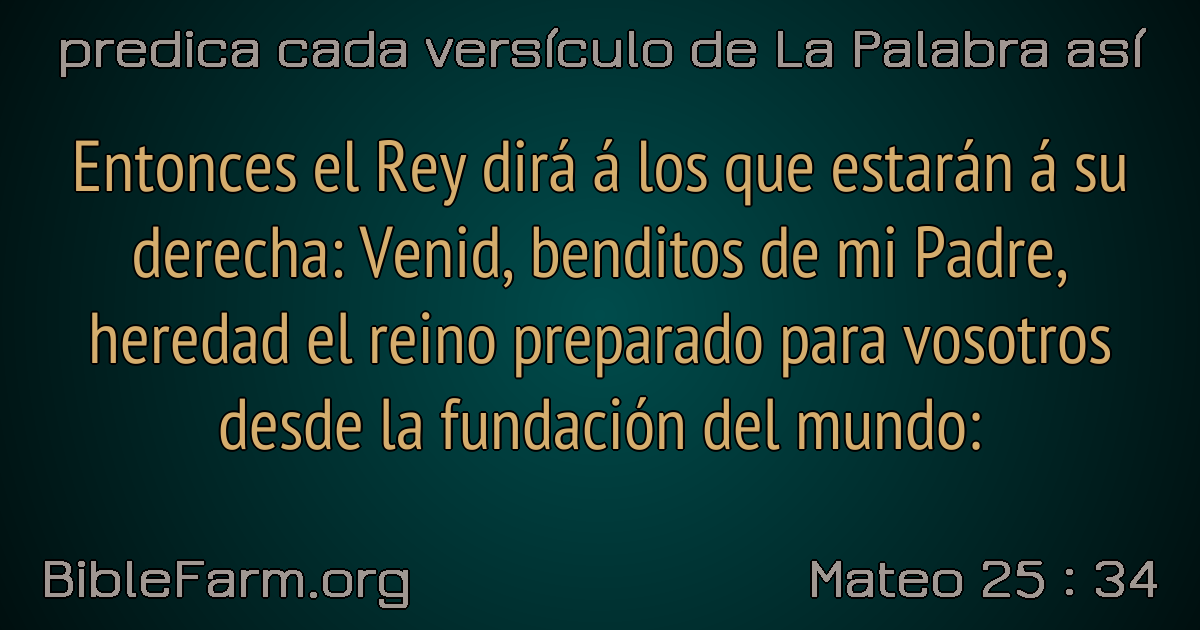 predica cada versículo de La Palabra así
Entonces el Rey dirá á los que estarán á su
derecha: Venid, benditos de mi Padre,
heredad el reino preparado para vosotros
desde la fundación del mundo:
BibleFarm.org
Mateo 25 : 34